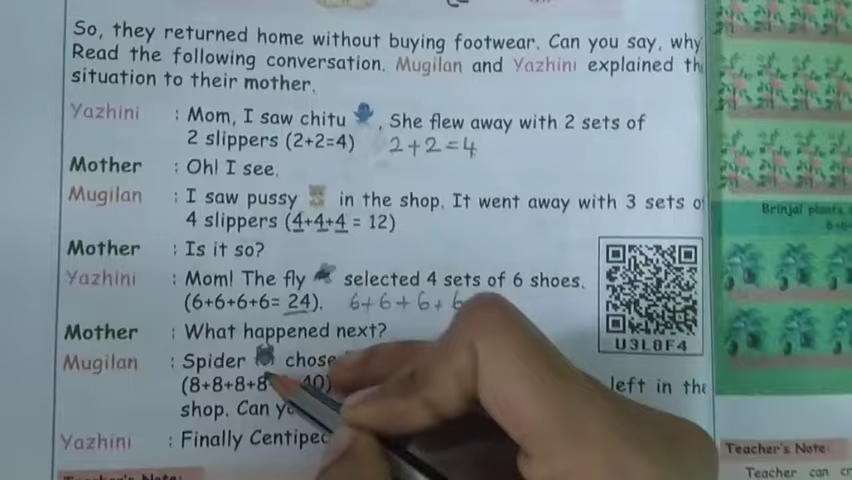 So, they returned home without buying footwear. Can you say, why
Read the following conversation. Mugilan and Yazhini explained th
situation to their mother.
Yazhini : Mom, I saw chitu , She flew away with 2 sets of
2 slippers (2+2=4) 2+2=4
Mother : Oh! I see.
Mugilan : I saw pussy in the shop. It went away with 3 sets o
4 slippers (4+4+4 = 12)
Mother : Is it so?
Yazhini : Mom! The fly selected 4 sets of 6 shoes.
(6+6+6+6= 24). 6+6+6+6
Mother : What happened next?
Mugilan : Spider chose
(8+8+8+8 40) left in the
shop. Can
Yazhini : Finally
U3L8F4
Brinjal plants
Teacher's Note:
Teacher can
Teacher's Note: